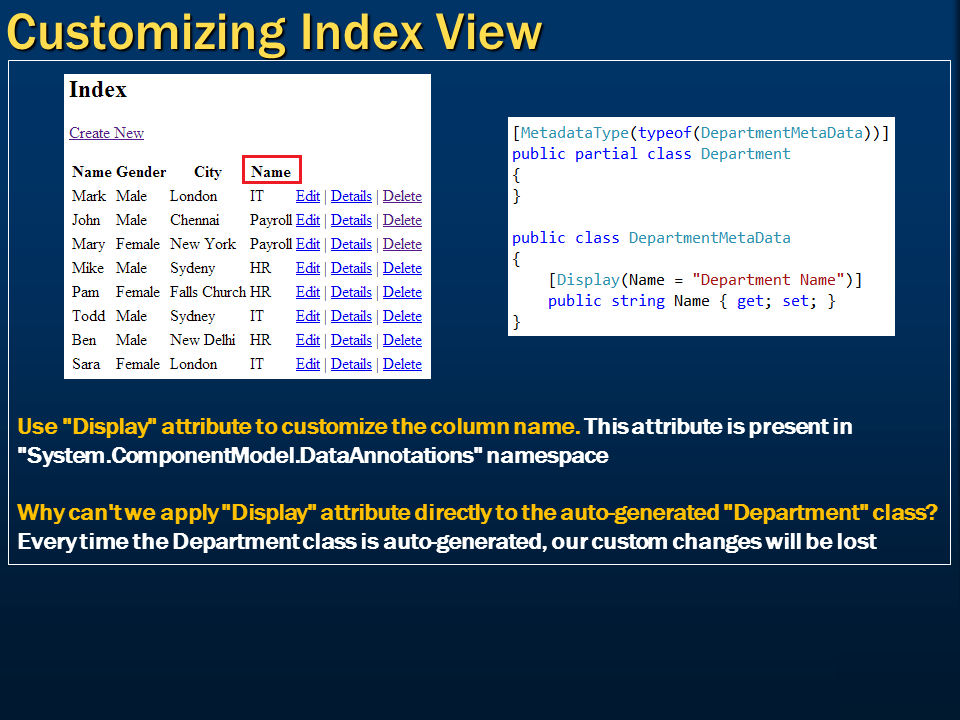 Customizing Index View
Index
Create New
Name Gender City Name
Mark Male London IT Edit | Details | Delete
John Male Chennai Payroll Edit | Details | Delete
Mary Female New York Payroll Edit | Details | Delete
Mike Male Sydeny HR Edit | Details | Delete
Pam Female Falls Church HR Edit | Details | Delete
Todd Male Sydney IT Edit | Details | Delete
Ben Male New Delhi HR Edit | Details | Delete
Sara Female London IT Edit | Details | Delete
[MetadataType(typeof(DepartmentMetaData))]
public partial class Department
{
}
public class DepartmentMetaData
{
[Display(Name = "Department Name")]
public string Name { get; set; }
}
Use "Display" attribute to customize the column name. This attribute is present in
"System.ComponentModel.DataAnnotations" namespace
Why can't we apply "Display" attribute directly to the auto-generated "Department" class?
Every time the Department class is auto-generated, our custom changes will be lost